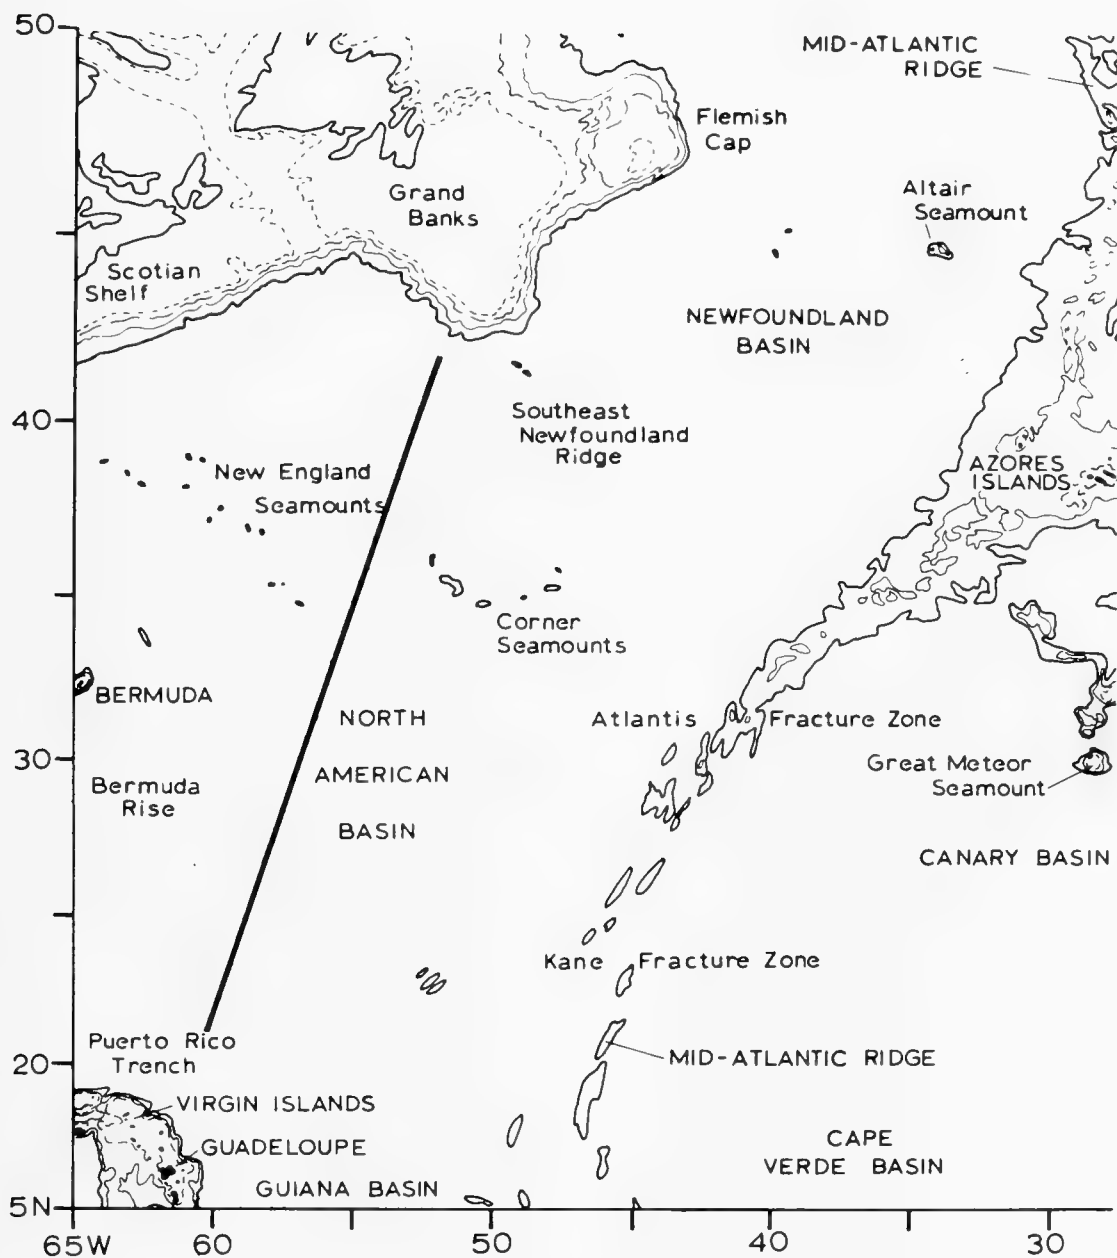 50
MID-ATLANTIC
RIDGE
Flemish
Cap
Grand
Banks
Altair
Seamount
Scotian
Shelf
NEWFOUNDLAND
BASIN
40
Southeast
Newfoundland
Ridge
New England
Seamounts
AZORES
ISLANDS
Corner
Seamounts
BERMUDA
NORTH
AMERICAN
BASIN
Atlantis Fracture Zone
30
Great Meteor
Seamount
Bermuda
Rise
CANARY BASIN
Kane Fracture Zone
Puerto Rico
Trench
20
MID-ATLANTIC RIDGE
VIRGIN ISLANDS
GUADELOUPE
CAPE
VERDE BASIN
GUIANA BASIN
5N
65W 60 50 40 30